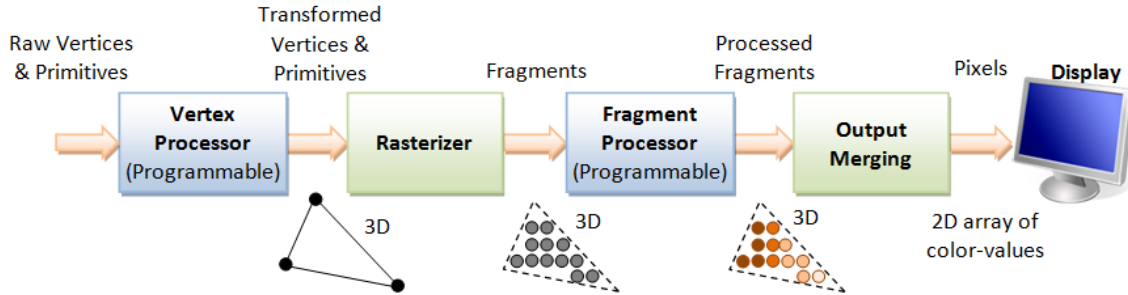 Raw Vertices
& Primitives
Transformed
Vertices &
Primitives
Fragments
Processed
Fragments
Pixels
Display
Vertex
Processor
(Programmable)
Rasterizer
Fragment
Processor
(Programmable)
Output
Merging
3D
3D
3D
2D array of
color-values